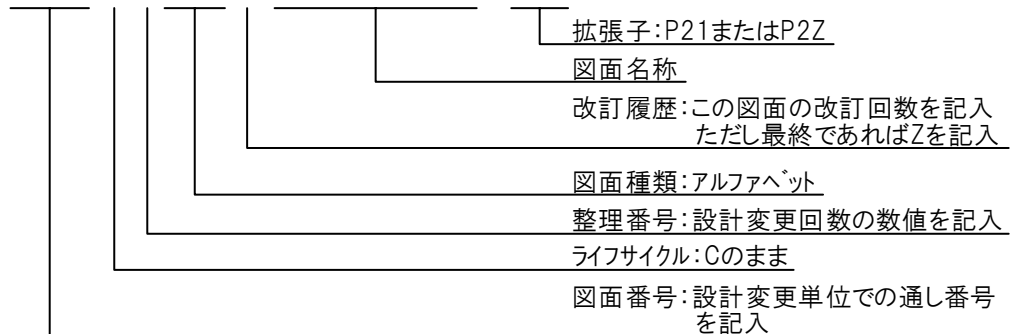 拡張子：P21またはP2Z
図面名称
改訂履歴：この図面の改訂回数を記入
ただし最終であればZを記入
図面種類：アルファベット
整理番号：設計変更回数の数値を記入
ライフサイクル：Cのまま
図面番号：設計変更単位での通し番号
を記入